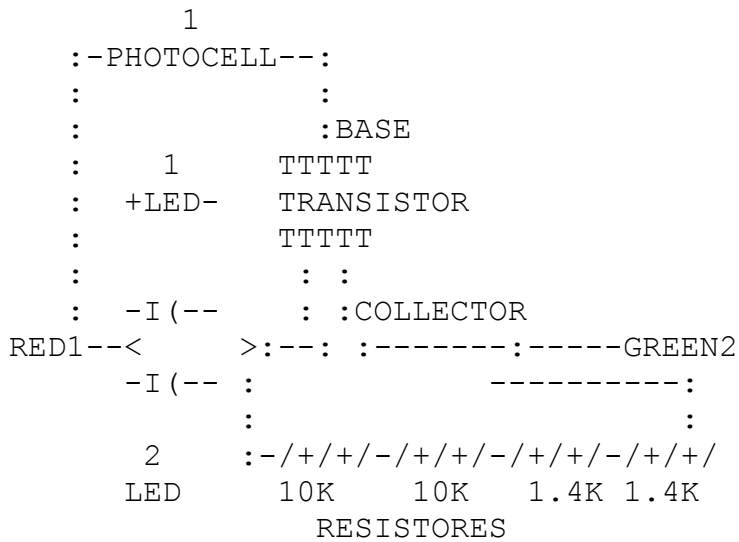 1
:-PHOTOCELL--:
: :
: :BASE
: 1 TTTTT
: +LED- TRANSISTOR
: TTTTT
: : :
: -I(-- : :COLLECTOR
RED1--< >:--: :-------:-----GREEN2
-I(-- : ----------:
: :
2 :-/+/+/-/+/+/-/+/+/-/+/+/
LED 10K 10K 1.4K 1.4K
RESISTORES